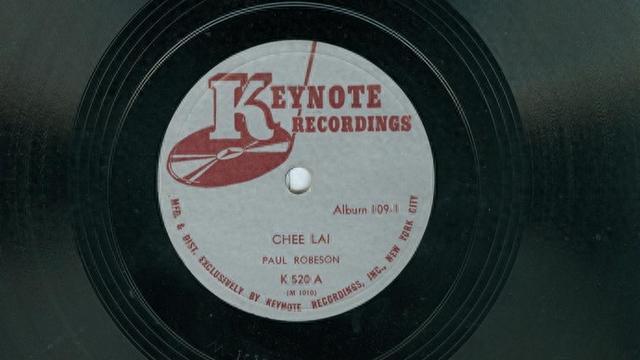 KEYNOTE
RECORDINGS
Album 109-1
CHEE LAI
PAUL ROBESON
K 520 A
(M 1010)
MFD. & DIST. EXCLUSIVELY BY KEYNOTE RECORDINGS, INC., NEW YORK CITY